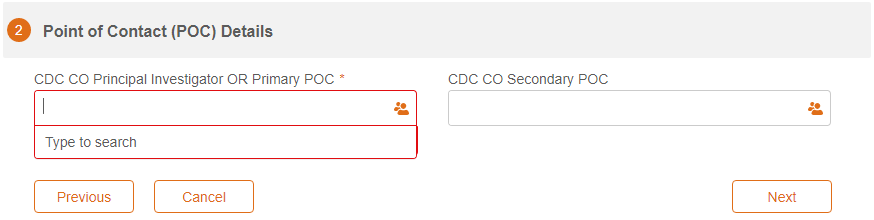 2 Point of Contact (POC) Details
CDC CO Principal Investigator OR Primary POC *
CDC CO Secondary POC
Type to search
Previous
Cancel
Next